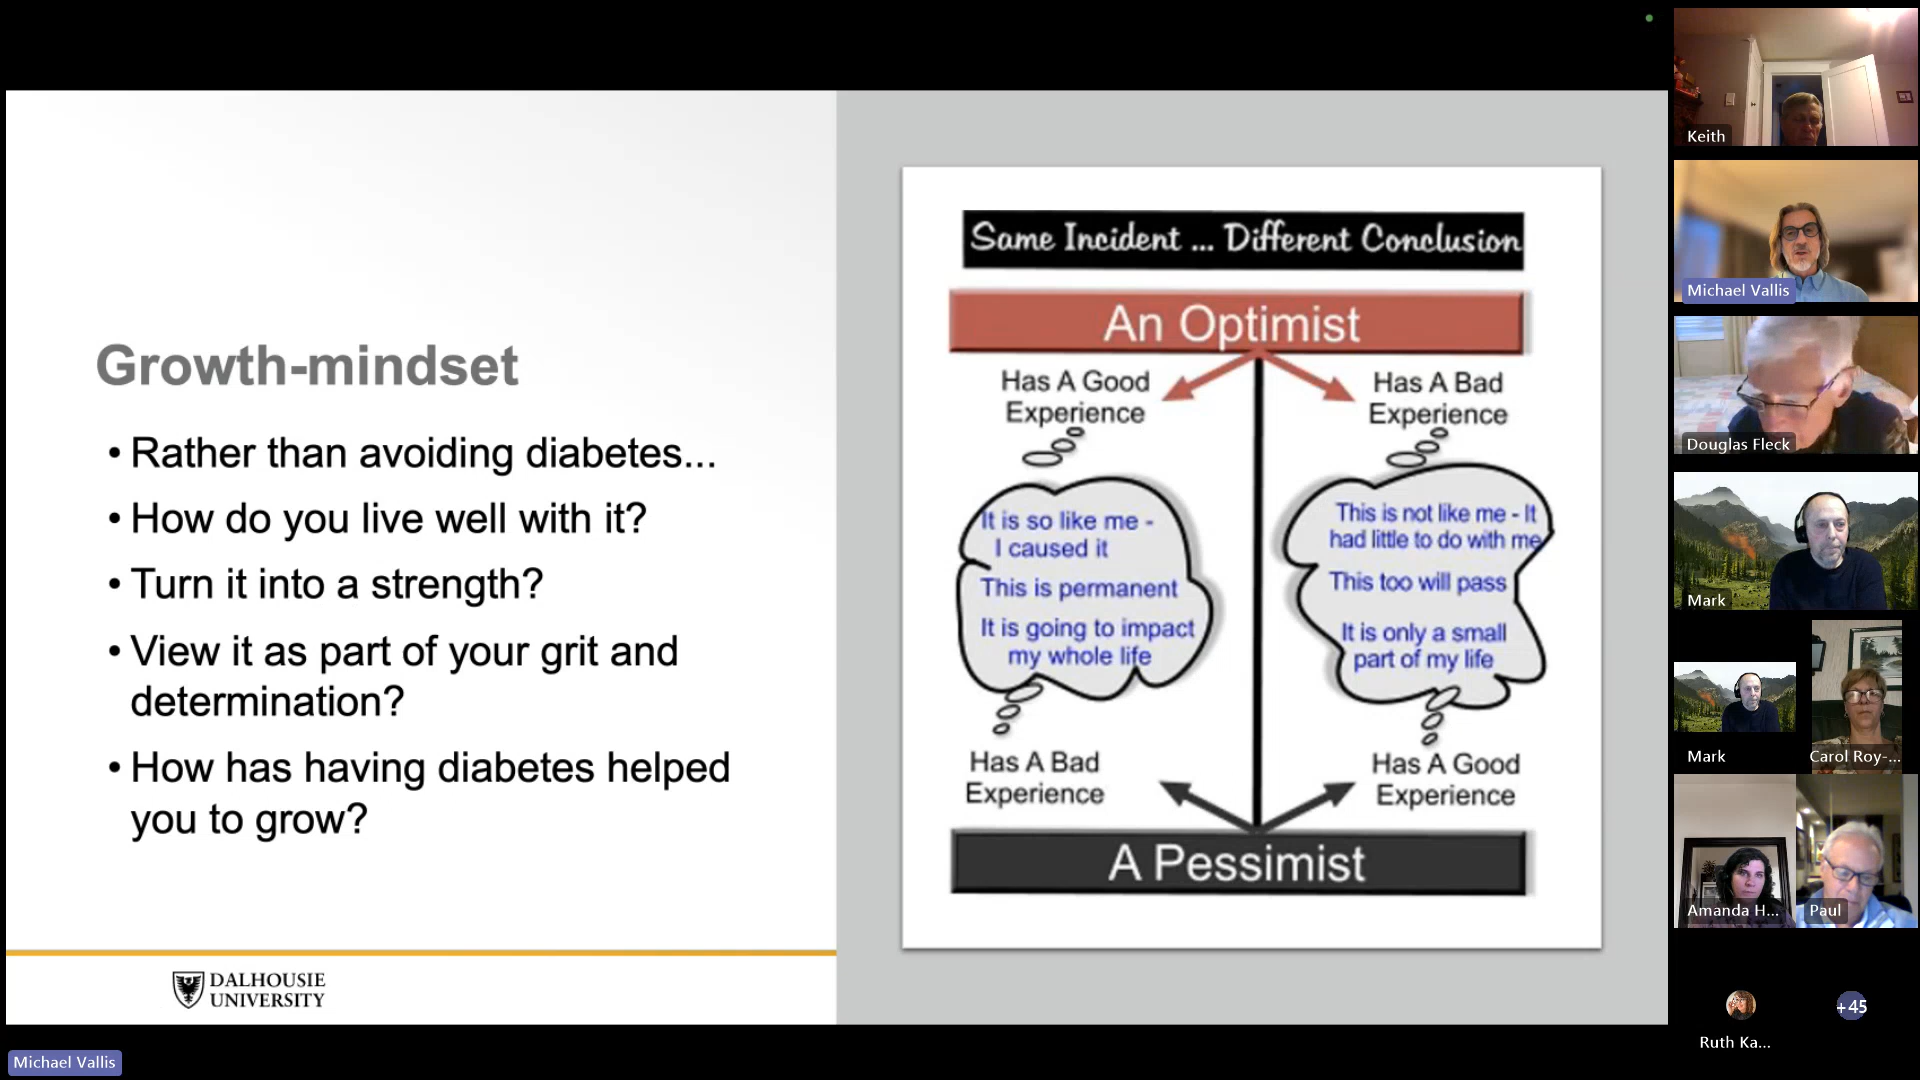 Growth-mindset
• Rather than avoiding diabetes...
• How do you live well with it?
• Turn it into a strength?
• View it as part of your grit and
determination?
• How has having diabetes helped
you to grow?
DALHOUSIE
UNIVERSITY
Same Incident ... Different Conclusion
An Optimist
Has A Good
Experience
Has A Bad
Experience
It is so like me -
I caused it
This is permanent
It is going to impact
my whole life
This is not like me - It
had little to do with me
This too will pass
It is only a small
part of my life
Has A Bad
Experience
Has A Good
Experience
A Pessimist
Michael Vallis
Keith
Michael Vallis
Douglas Fleck
Mark
Mark
Carol Roy-...
Amanda H...
Paul
Ruth Ka...
+45